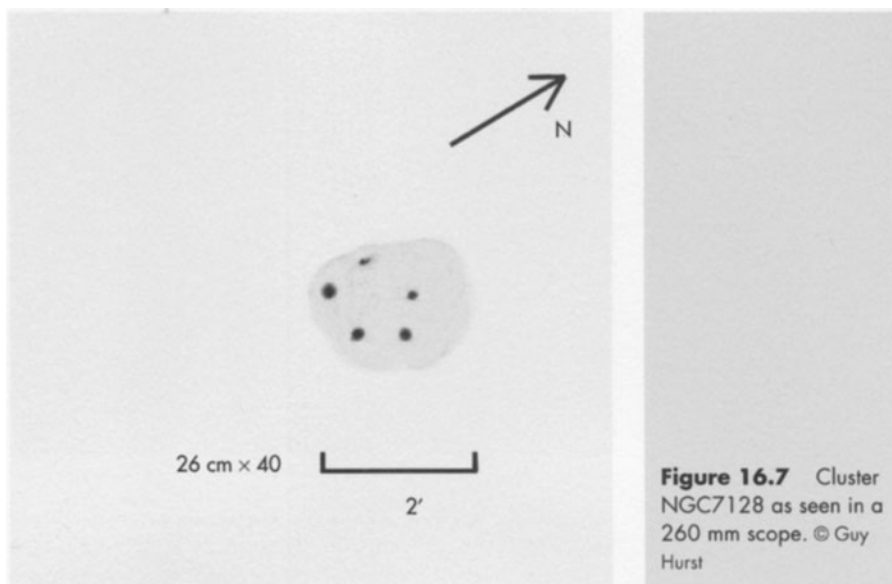 N
26 cm × 40
2′
Figure 16.7 Cluster
NGC7128 as seen in a
260 mm scope. © Guy
Hurst